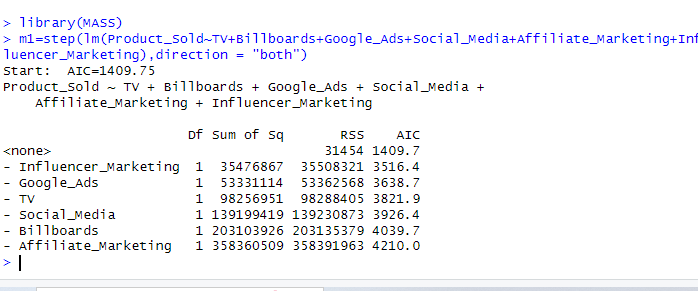 > library(MASS)
> m1=step(lm(Product_Sold~TV+Billboards+Google_Ads+Social_Media+Affiliate_Marketing+Inf
luencer_Marketing),direction = "both")
Start:  AIC=1409.75
Product_Sold ~ TV + Billboards + Google_Ads + Social_Media +
    Affiliate_Marketing + Influencer_Marketing
                       Df Sum of Sq       RSS    AIC
<none>                                  31454 1409.7
- Influencer_Marketing  1  35476867  35508321 3516.4
- Google_Ads            1  53331114  53362568 3638.7
- TV                    1  98256951  98288405 3821.9
- Social_Media          1 139199419 139230873 3926.4
- Billboards            1 203103926 203135379 4039.7
- Affiliate_Marketing   1 358360509 358391963 4210.0
>